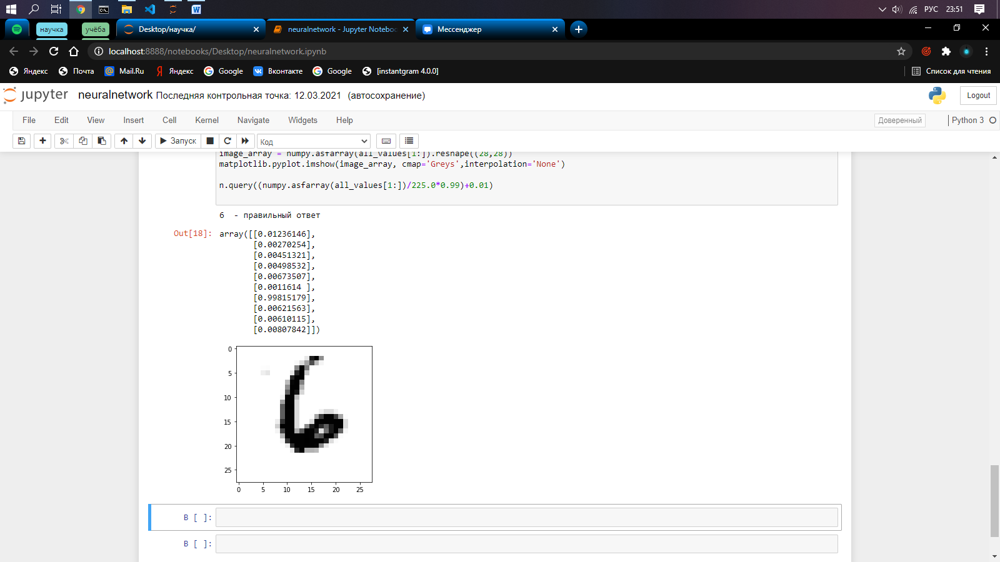 РУС 23:51
научка учёба Desktop/научка/ neuralnetwork - Jupyter Notebo Мессенджер
localhost:8888/notebooks/Desktop/neuralnetwork.ipynb
Яндекс Почта Mail.Ru Яндекс Google Вконтакте Google [instantgram 4.0.0] Список для чтения
jupyter neuralnetwork Последняя контрольная точка: 12.03.2021 (автосохранение) Logout
File Edit View Insert Cell Kernel Navigate Widgets Help Доверенный Python 3
Запуск Код
image_array = numpy.asfarray(all_values[1:]).reshape((28,28))
matplotlib.pyplot.imshow(image_array, cmap='Greys',interpolation='None')
n.query((numpy.asfarray(all_values[1:])/225.0*0.99)+0.01)
6 - правильный ответ
Out[18]: array([[0.01236146],
[0.00270254],
[0.00451321],
[0.00498532],
[0.00673507],
[0.0011614 ],
[0.99815179],
[0.00621563],
[0.00610115],
[0.00807842]])
0
5
10
15
20
25
0 5 10 15 20 25
В [ ]:
В [ ]: